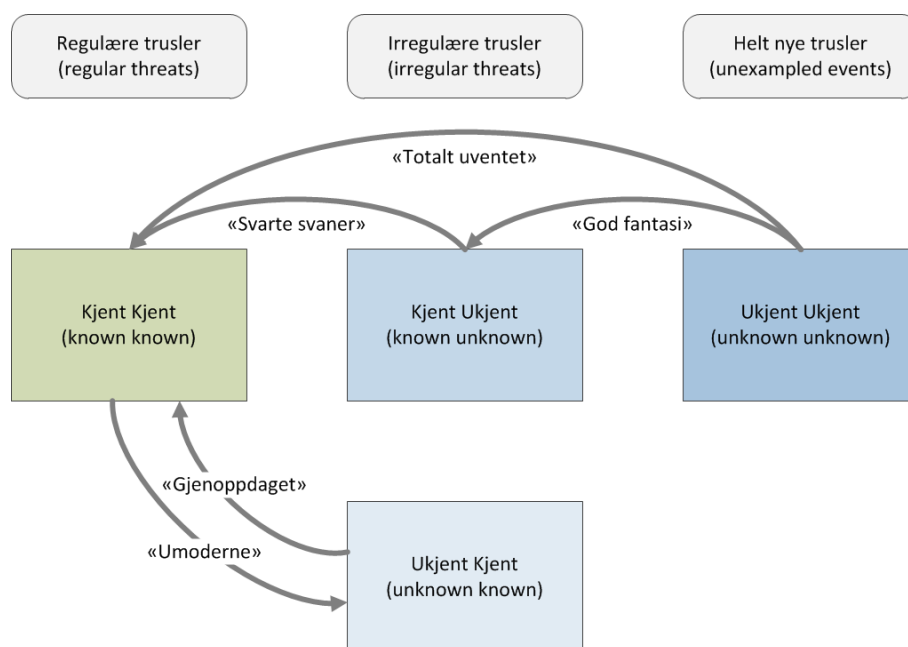 Regulære trusler
(regular threats)
Irregulære trusler
(irregular threats)
Helt nye trusler
(unexampled events)
«Totalt uventet»
«Svarte svaner»
«God fantasi»
Kjent Kjent
(known known)
Kjent Ukjent
(known unknown)
Ukjent Ukjent
(unknown unknown)
«Gjenoppdaget»
«Umoderne»
Ukjent Kjent
(unknown known)